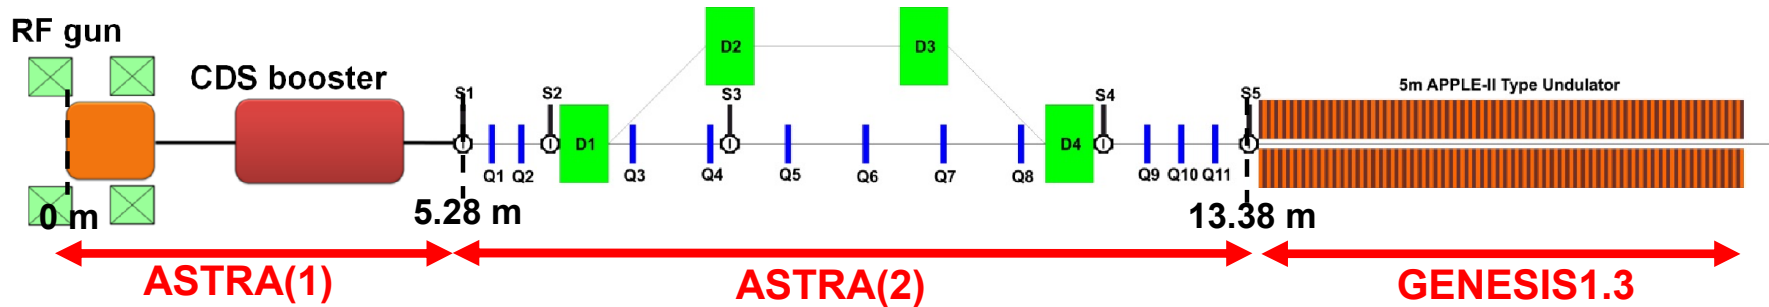 RF gun
CDS booster
D2
D3
5m APPLE-II Type Undulator
S1
S2
S3
S4
S5
D1
D4
Q1
Q2
Q3
Q4
Q5
Q6
Q7
Q8
Q9
Q10
Q11
0 m
5.28 m
13.38 m
ASTRA(1)
ASTRA(2)
GENESIS1.3